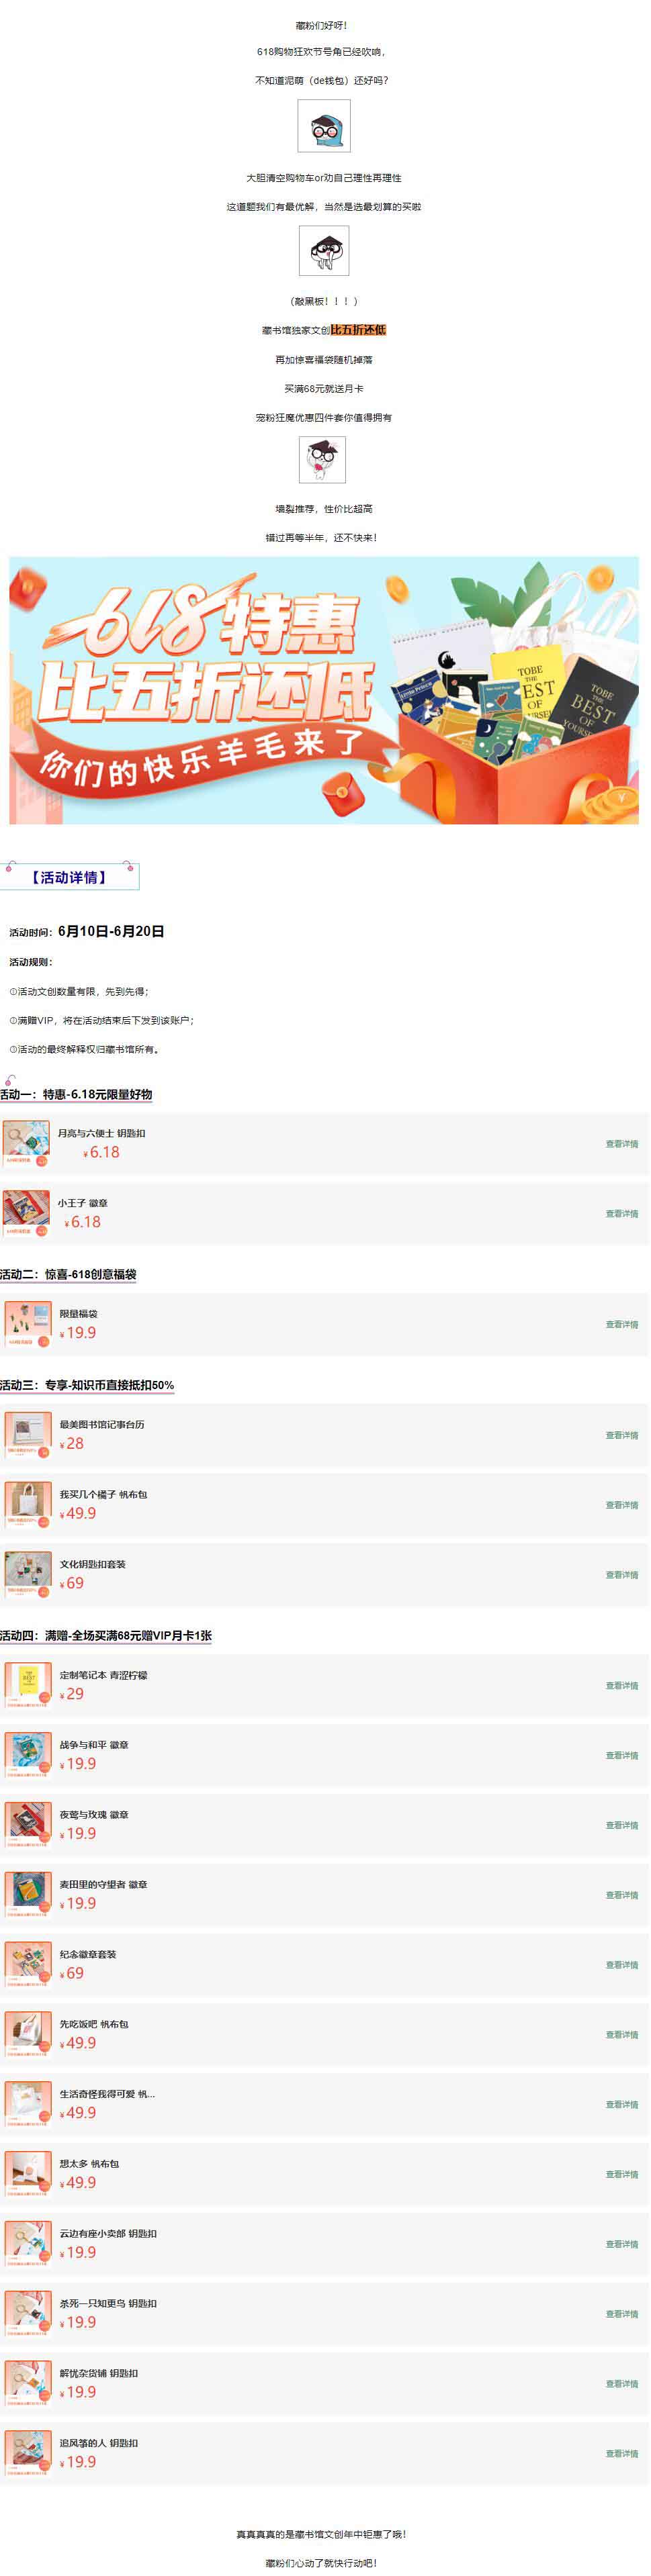 藏粉们好呀！
618购物狂欢节号角已经吹响，
不知道泥萌（de钱包）还好吗？
大胆清空购物车or劝自己理性再理性
这道题我们有最优解，当然是选最划算的买啦
（敲黑板！！！）
藏书馆独家文创比五折还低
再加惊喜福袋随机掉落
买满68元就送月卡
宠粉狂魔优惠四件套你值得拥有
墙裂推荐，性价比超高
错过再等半年，还不快来！
618特惠
比五折还低
你们的快乐羊毛来了
TOBE THE BEST OF YOURSELF
TOBE THE BEST OF YOURSELF
【活动详情】
活动时间：6月10日-6月20日
活动规则：
①活动文创数量有限，先到先得；
②满赠VIP，将在活动结束后下发到该账户；
③活动的最终解释权归藏书馆所有。
活动一：特惠-6.18元限量好物
月亮与六便士 钥匙扣
¥6.18
查看详情
小王子 徽章
¥6.18
查看详情
活动二：惊喜-618创意福袋
限量福袋
¥19.9
查看详情
活动三：专享-知识币直接抵扣50%
最美图书馆记事台历
¥28
查看详情
我买几个橘子 帆布包
¥49.9
查看详情
文化钥匙扣套装
¥69
查看详情
活动四：满赠-全场买满68元赠VIP月卡1张
定制笔记本 青涩柠檬
¥29
查看详情
战争与和平 徽章
¥19.9
查看详情
夜莺与玫瑰 徽章
¥19.9
查看详情
麦田里的守望者 徽章
¥19.9
查看详情
纪念徽章套装
¥69
查看详情
先吃饭吧 帆布包
¥49.9
查看详情
生活奇怪我得可爱 帆...
¥49.9
查看详情
想太多 帆布包
¥49.9
查看详情
云边有座小卖部 钥匙扣
¥19.9
查看详情
杀死一只知更鸟 钥匙扣
¥19.9
查看详情
解忧杂货铺 钥匙扣
¥19.9
查看详情
追风筝的人 钥匙扣
¥19.9
查看详情
真真真真的是藏书馆文创年中钜惠了哦！
藏粉们心动了就快行动吧！